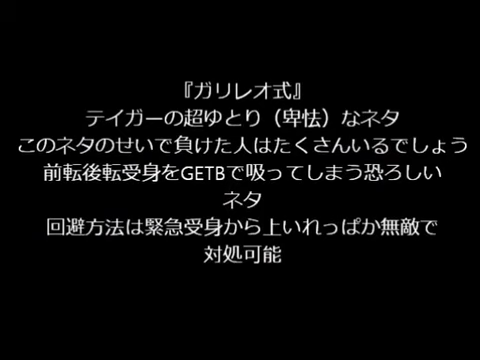 『ガリレオ式』
テイガーの超ゆとり（卑怯）なネタ
このネタのせいで負けた人はたくさんいるでしょう
前転後転受身をGETBで吸ってしまう恐ろしい
ネタ
回避方法は緊急受身から上いれっぱか無敵で
対処可能